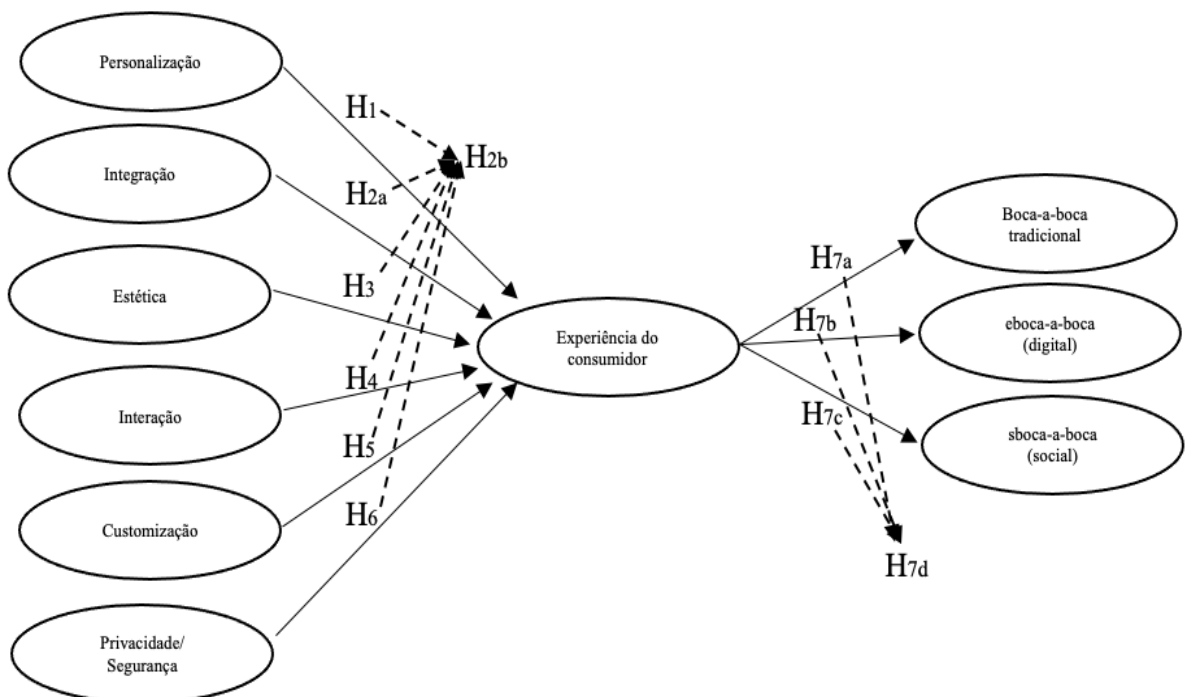 Personalização
Integração
Estética
Interação
Customização
Privacidade/
Segurança
H1
H2a
H2b
H3
H4
H5
H6
Experiência do
consumidor
H7a
H7b
H7c
H7d
Boca-a-boca
tradicional
eboca-a-boca
(digital)
sboca-a-boca
(social)